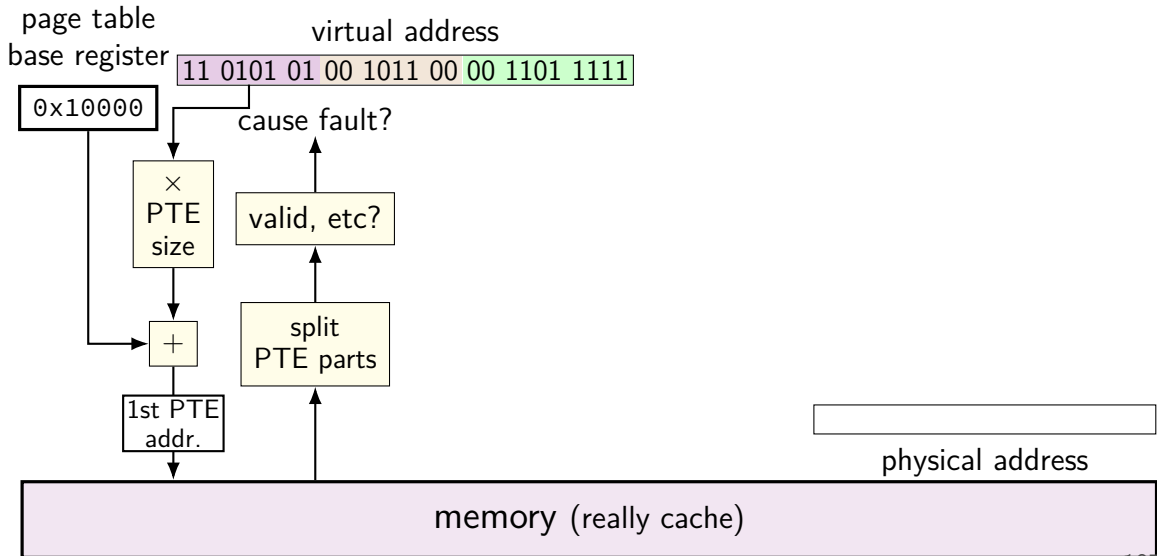 page table
base register
virtual address
11 0101 01 00 1011 00 00 1101 1111
0x10000
cause fault?
×
PTE
size
valid, etc?
split
PTE parts
+
1st PTE
addr.
physical address
memory (really cache)